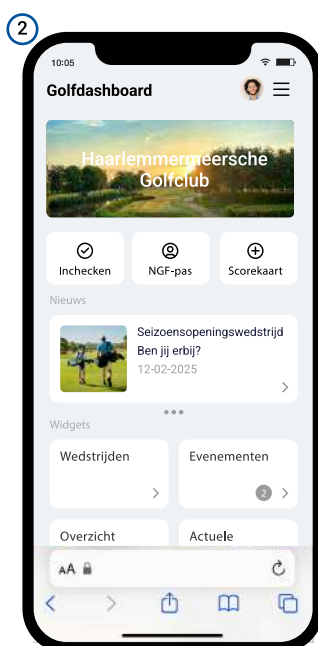 2
10:05
Golfdashboard
Haarlemmermeersche
Golfclub
Inchecken
NGF-pas
Scorekaart
Nieuws
Seizoensopeningswedstrijd
Ben jij erbij?
12-02-2025
Widgets
Wedstrijden
Evenementen
2
Overzicht
Actuele
AA